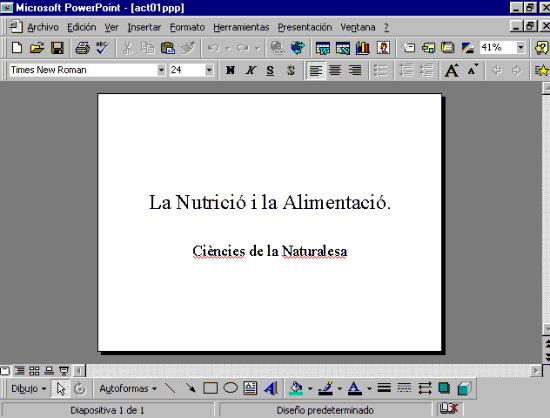 Microsoft PowerPoint - [act01ppp]
Archivo Edición Ver Insertar Formato Herramientas Presentación Ventana ?
41%
Times New Roman 24 N K S S
La Nutrició i la Alimentació.
Ciències de la Naturalesa
Dibujo Autoformas
Diapositiva 1 de 1 Diseño predeterminado